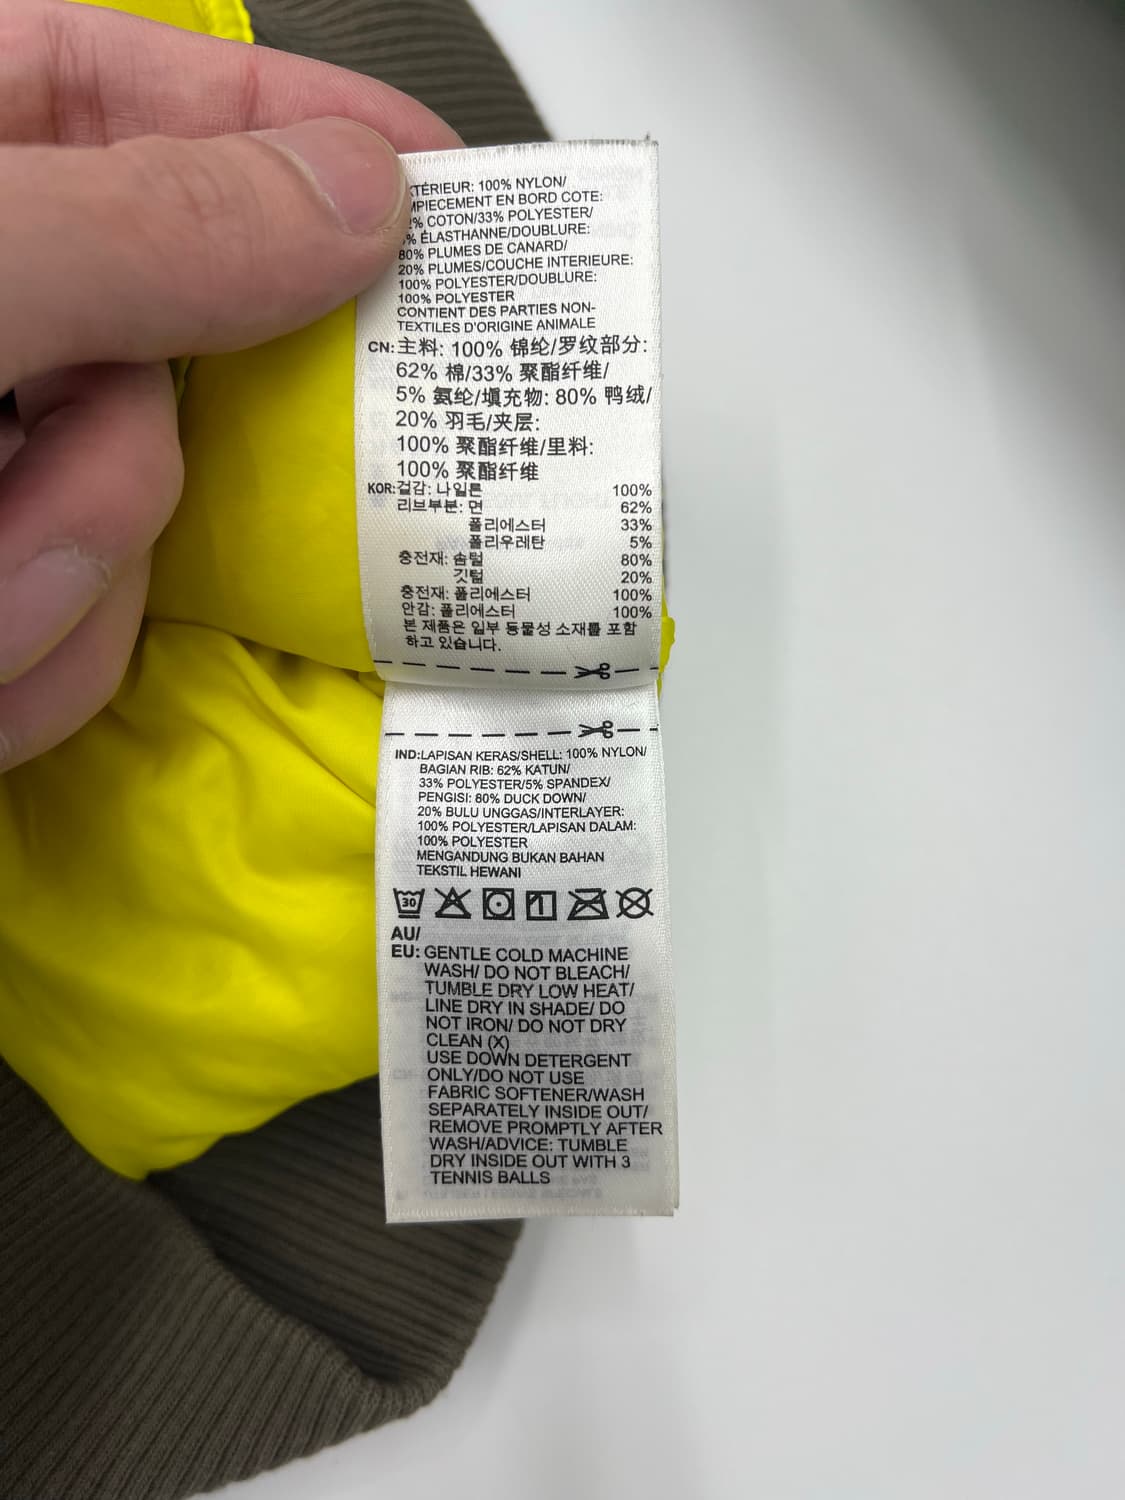 XTÉRIEUR: 100% NYLON/
MPIECEMENT EN BORD COTE:
2% COTON/33% POLYESTER/
% ÉLASTHANNE/DOUBLURE:
80% PLUMES DE CANARD/
20% PLUMES/COUCHE INTERIEURE:
100% POLYESTER/DOUBLURE:
100% POLYESTER
CONTIENT DES PARTIES NON-
TEXTILES D'ORIGINE ANIMALE
CN: 主料: 100% 锦纶/罗纹部分:
62% 棉/33% 聚酯纤维/
5% 氨纶/填充物: 80% 鸭绒/
20% 羽毛/夹层:
100% 聚酯纤维/里料:
100% 聚酯纤维
KOR: 겉감: 나일론 100%
리브부분: 면 62%
폴리에스터 33%
폴리우레탄 5%
충전재: 솜털 80%
깃털 20%
충전재: 폴리에스터 100%
안감: 폴리에스터 100%
본 제품은 일부 동물성 소재를 포함
하고 있습니다.
IND:LAPISAN KERAS/SHELL: 100% NYLON/
BAGIAN RIB: 62% KATUN/
33% POLYESTER/5% SPANDEX/
PENGISI: 80% DUCK DOWN/
20% BULU UNGGAS/INTERLAYER:
100% POLYESTER/LAPISAN DALAM:
100% POLYESTER
MENGANDUNG BUKAN BAHAN
TEKSTIL HEWANI
30
AU/
EU: GENTLE COLD MACHINE
WASH/ DO NOT BLEACH/
TUMBLE DRY LOW HEAT/
LINE DRY IN SHADE/ DO
NOT IRON/ DO NOT DRY
CLEAN (X)
USE DOWN DETERGENT
ONLY/DO NOT USE
FABRIC SOFTENER/WASH
SEPARATELY INSIDE OUT/
REMOVE PROMPTLY AFTER
WASH/ADVICE: TUMBLE
DRY INSIDE OUT WITH 3
TENNIS BALLS